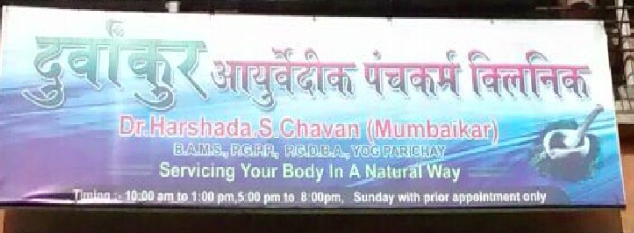 दुर्वांकुर आयुर्वेदीक पंचकर्म क्लिनिक
Dr.Harshada.S.Chavan (Mumbaikar)
B.A.M.S., P.G.P.P., P.G.D.B.A., YOG PARICHAY
Servicing Your Body In A Natural Way
Timing :- 10:00 am to 1:00 pm,5:00 pm to 8:00pm, Sunday with prior appointment only